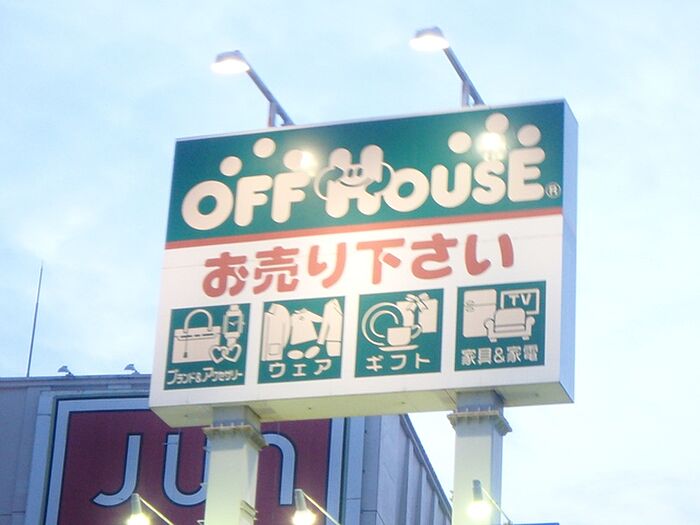 OFF HOUSE®
お売り下さい
ブランド&アクセサリー
ウェア
ギフト
TV
家具&家電
Jun